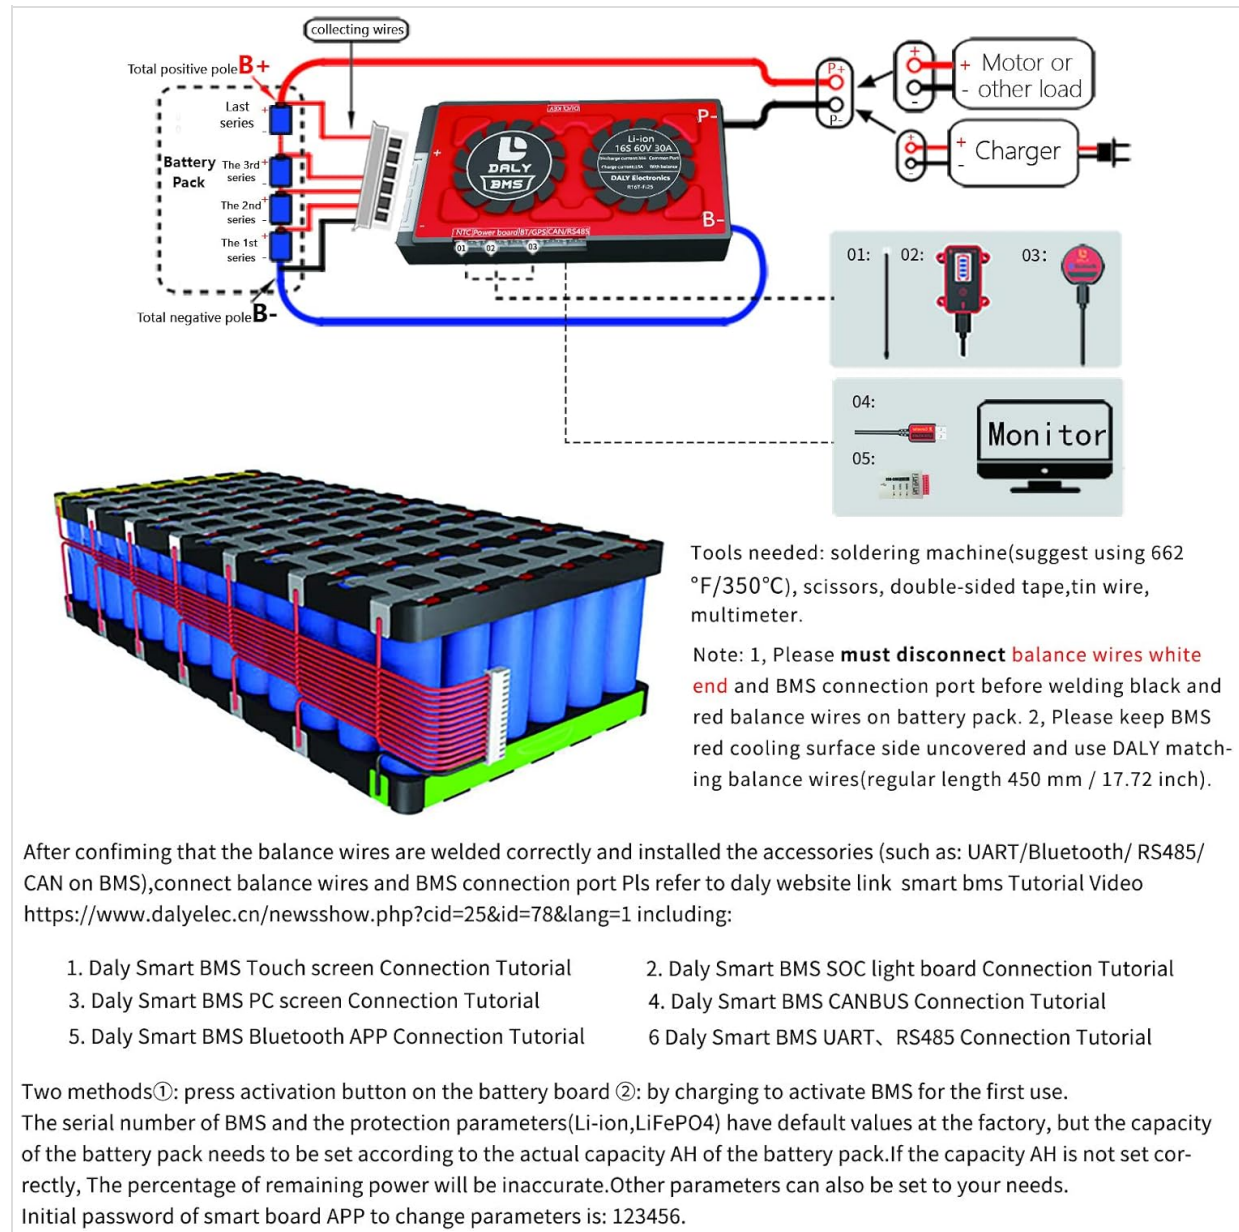 collecting wires
Total positive pole B+
Last
series
Battery
Pack
The 3rd
series
The 2nd
series
The 1st
series
Total negative pole B-
+
-
+
-
+
-
+
-
DALY
BMS
Li-ion
16S 60V 30A
Common Port
With balance
DALY Electronics
P-
B-
+
-
NTC Power board BT/GPS CAN/RS485
01
02
03
P+
P-
+
-
+ Motor or
- other load
+
-
+ Charger
-
01: 02: 03:
04:
05:
Monitor
Tools needed: soldering machine(suggest using 662
°F/350℃), scissors, double-sided tape,tin wire,
multimeter.
Note: 1, Please must disconnect balance wires white
end and BMS connection port before welding black and
red balance wires on battery pack. 2, Please keep BMS
red cooling surface side uncovered and use DALY match-
ing balance wires(regular length 450 mm / 17.72 inch).
After confiming that the balance wires are welded correctly and installed the accessories (such as: UART/Bluetooth/ RS485/
CAN on BMS),connect balance wires and BMS connection port Pls refer to daly website link smart bms Tutorial Video
https://www.dalyelec.cn/newsshow.php?cid=25&id=78&lang=1 including:
1. Daly Smart BMS Touch screen Connection Tutorial
2. Daly Smart BMS SOC light board Connection Tutorial
3. Daly Smart BMS PC screen Connection Tutorial
4. Daly Smart BMS CANBUS Connection Tutorial
5. Daly Smart BMS Bluetooth APP Connection Tutorial
6 Daly Smart BMS UART、RS485 Connection Tutorial
Two methods①: press activation button on the battery board ②: by charging to activate BMS for the first use.
The serial number of BMS and the protection parameters(Li-ion,LiFePO4) have default values at the factory, but the capacity
of the battery pack needs to be set according to the actual capacity AH of the battery pack.If the capacity AH is not set cor-
rectly, The percentage of remaining power will be inaccurate.Other parameters can also be set to your needs.
Initial password of smart board APP to change parameters is: 123456.